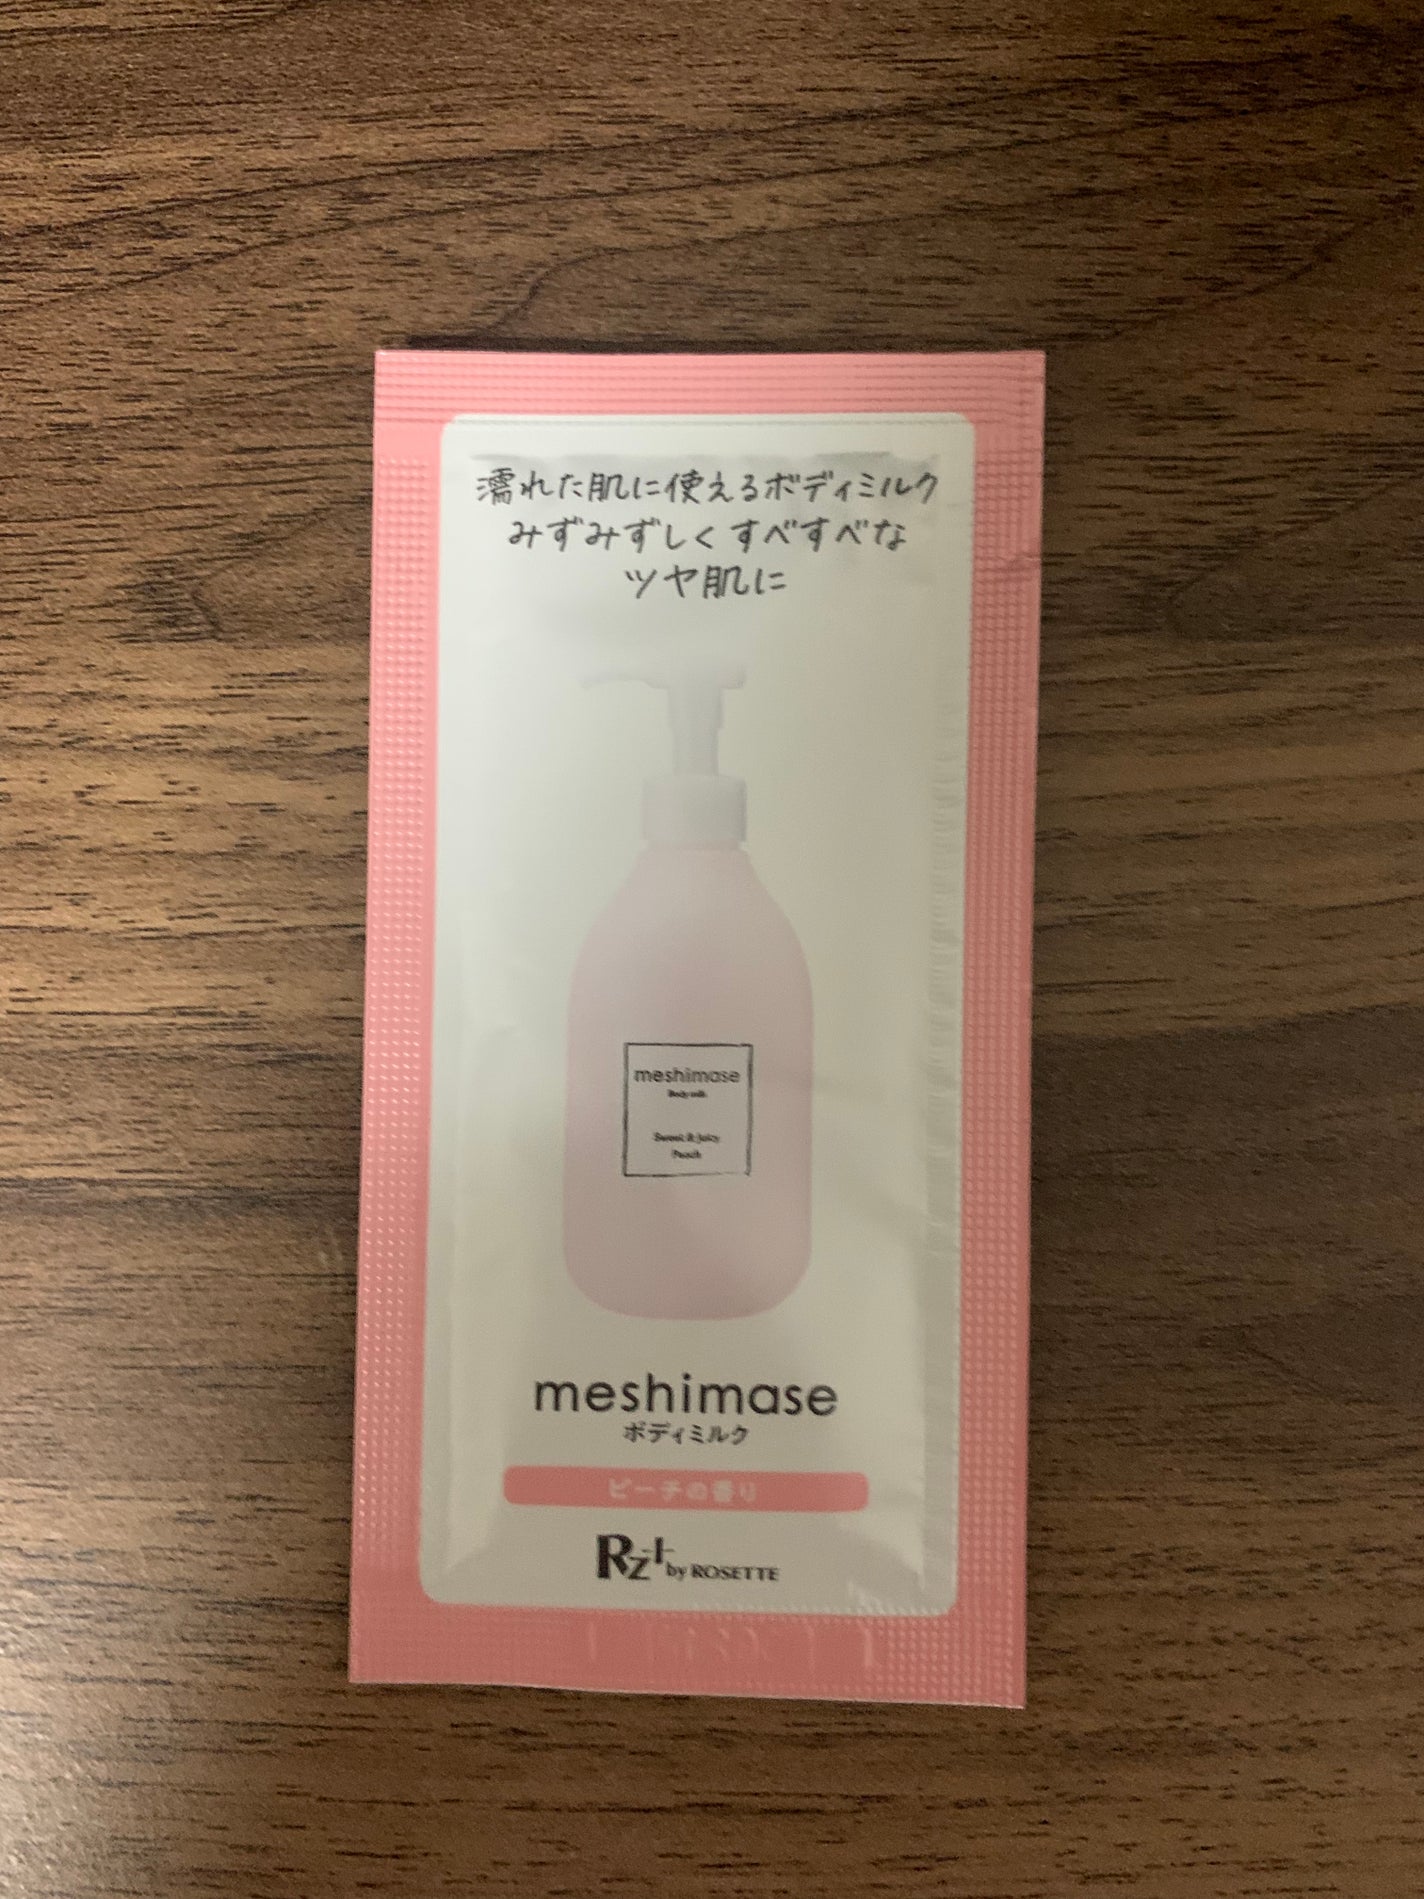 濡れた肌に使えるボディミルク
みずみずしくすべすべな
ツヤ肌に
meshimase
Body milk
Sweet & Juicy
Peach
meshimase
ボディミルク
ピーチの香り
Rz+ by ROSETTE